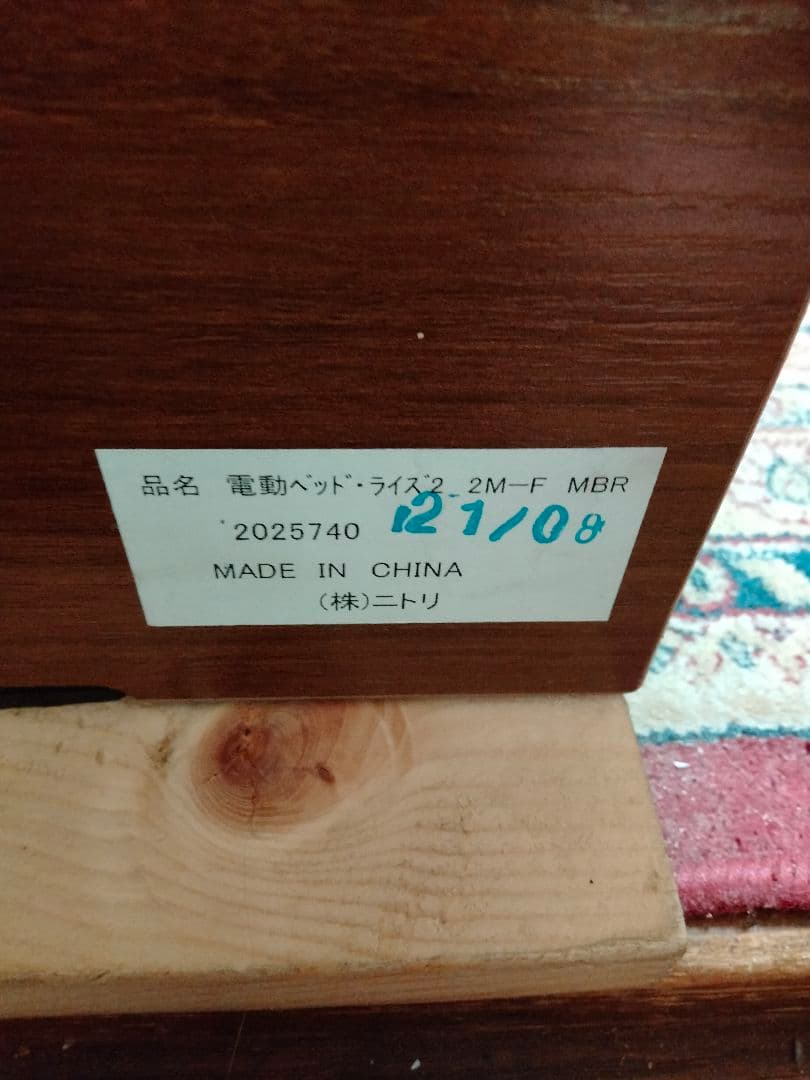 品名 電動ﾍﾞｯﾄﾞ・ﾗｲｽﾞ2 2M-F MBR
2025740 21/08
MADE IN CHINA
(株)ニトリ